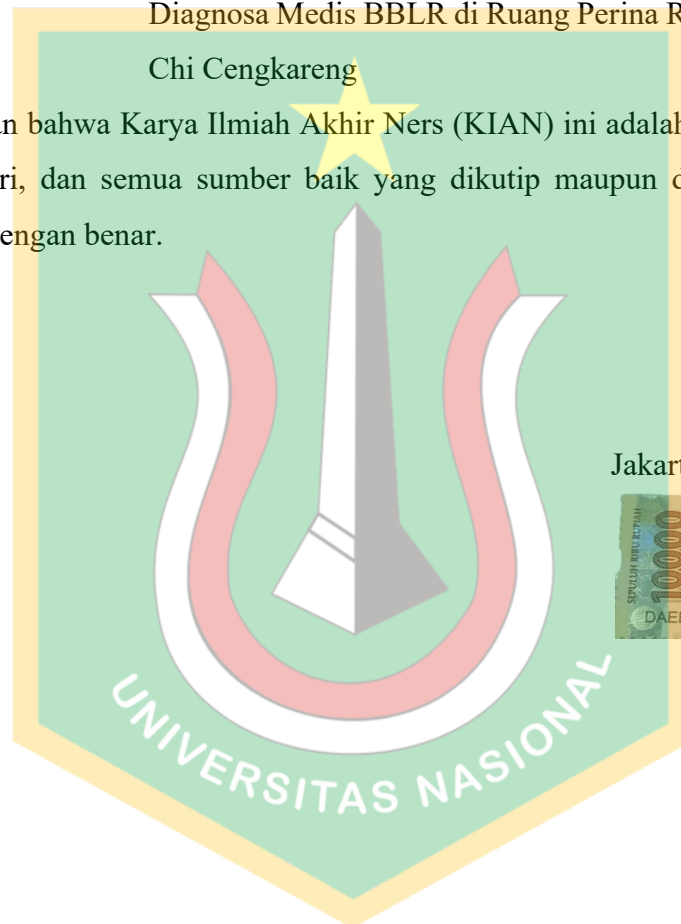 Diagnosa Medis BBLR di Ruang Perina R
Chi Cengkareng
an bahwa Karya Ilmiah Akhir Ners (KIAN) ini adalah
ri, dan semua sumber baik yang dikutip maupun d
engan benar.
Jakart
SEPULUH RIBU RUPIAH
10000
DAE
UNIVERSITAS NASIONAL